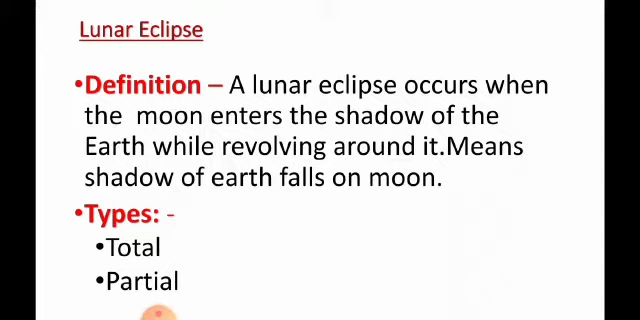 Lunar Eclipse
•Definition – A lunar eclipse occurs when
the moon enters the shadow of the
Earth while revolving around it.Means
shadow of earth falls on moon.
•Types: -
•Total
•Partial